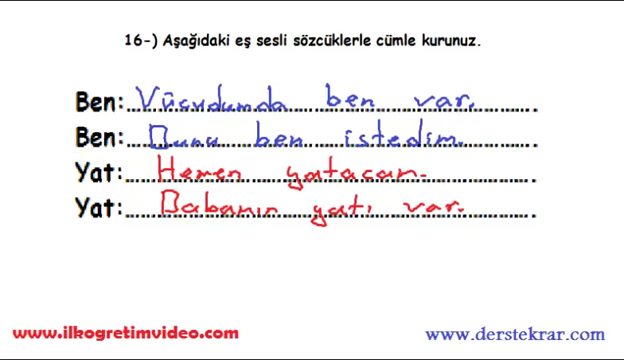 16-) Aşağıdaki eş sesli sözcüklerle cümle kurunuz.
Ben: Vücudumda ben var.
Ben: Bunu ben istedim.
Yat: Hemen yatacam.
Yat: Babanın yatı var.
www.ilkogretimvideo.com
www.derstekrar.com